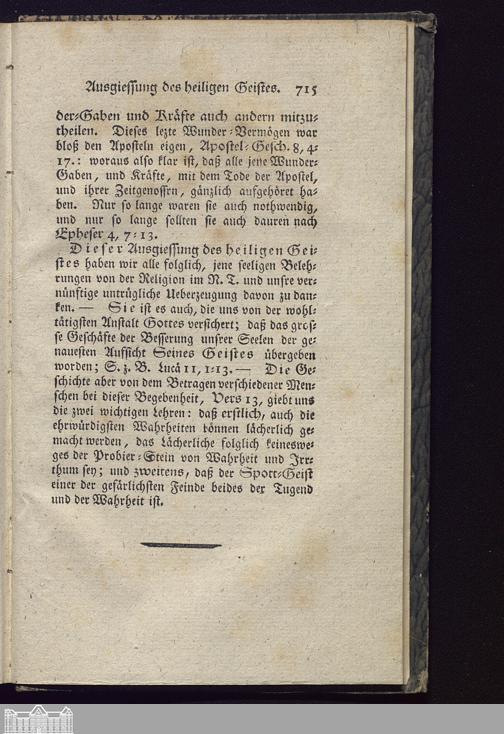 Ausgiessung des heiligen Geistes. 715
der-Gaben und Kräfte auch andern mitzu-
theilen. Dieses lezte Wunder-Vermögen war
bloß den Aposteln eigen, Apostel-Gesch. 8, 4-
17.: woraus also klar ist, daß alle jene Wunder-
Gaben, und Kräfte, mit dem Tode der Apostel,
und ihrer Zeitgenossrn, gänzlich aufgehöret ha-
ben. Nur so lange waren sie auch nothwendig,
und nur so lange sollten sie auch dauren nach
Epheser 4, 7-13.
Dieser Ausgiessung des heiligen Gei-
stes haben wir alle folglich, jene seeligen Beleh-
rungen von der Religion im N. T. und unsre ver-
nünftige untrügliche Ueberzeugung davon zu dan-
ken. — Sie ist es auch, die uns von der wohl-
tätigsten Anstalt Gottes versichert; daß das gros-
se Geschäfte der Besserung unsrer Seelen der ge-
nauesten Aufsicht Seines Geistes übergeben
worden; S. z. B. Lucä 11, 1-13. — Die Ge-
schichte aber von dem Betragen verschiedener Men-
schen bei dieser Begebenheit, Vers 13, giebt uns
die zwei wichtigen Lehren: daß erstlich, auch die
ehrwürdigsten Wahrheiten können lächerlich ge-
macht werden, das Lächerliche folglich keineswe-
ges der Probier-Stein von Wahrheit und Irr-
thum sey; und zweitens, daß der Spott-Geist
einer der gefärlichsten Feinde beides der Tugend
und der Wahrheit ist.